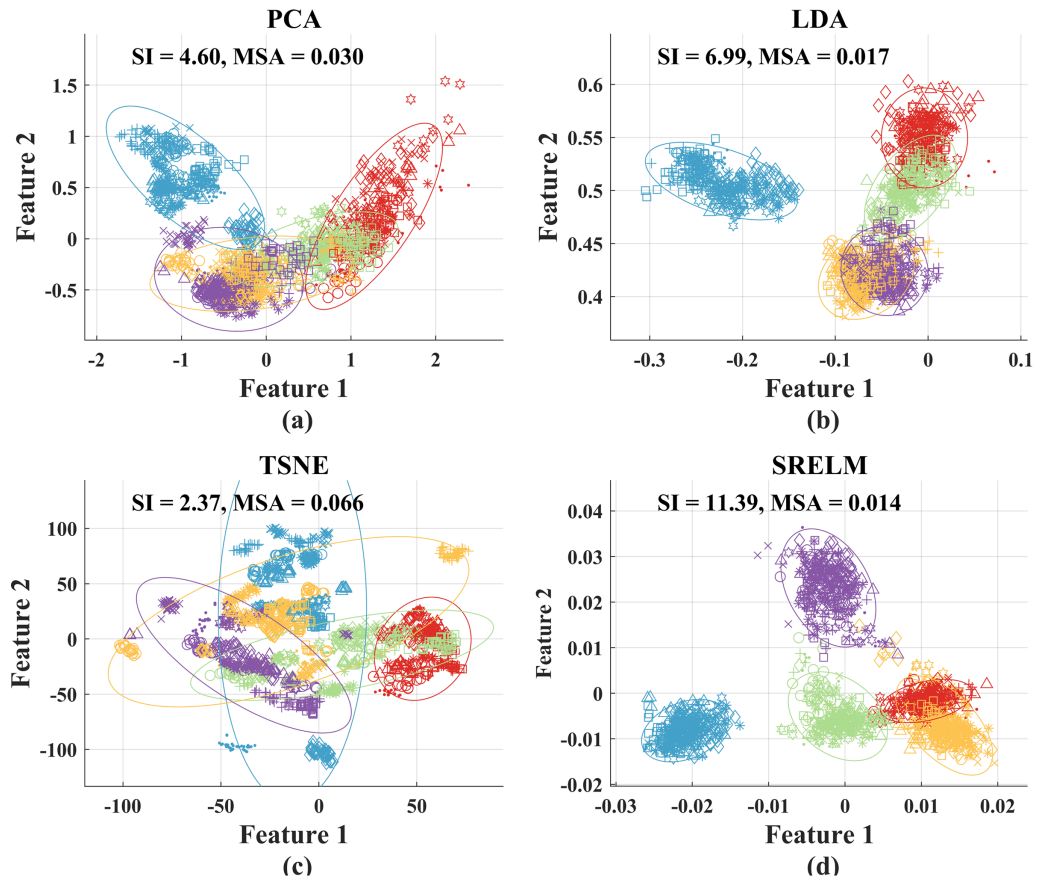 PCA
SI = 4.60, MSA = 0.030
Feature 2
1.5
1
0.5
0
-0.5
-2 -1 0 1 2
Feature 1
(a)
LDA
SI = 6.99, MSA = 0.017
Feature 2
0.6
0.55
0.5
0.45
0.4
-0.3 -0.2 -0.1 0 0.1
Feature 1
(b)
TSNE
SI = 2.37, MSA = 0.066
Feature 2
100
50
0
-50
-100
-100 -50 0 50
Feature 1
(c)
SRELM
SI = 11.39, MSA = 0.014
Feature 2
0.04
0.03
0.02
0.01
0
-0.01
-0.02
-0.03 -0.02 -0.01 0 0.01 0.02
Feature 1
(d)